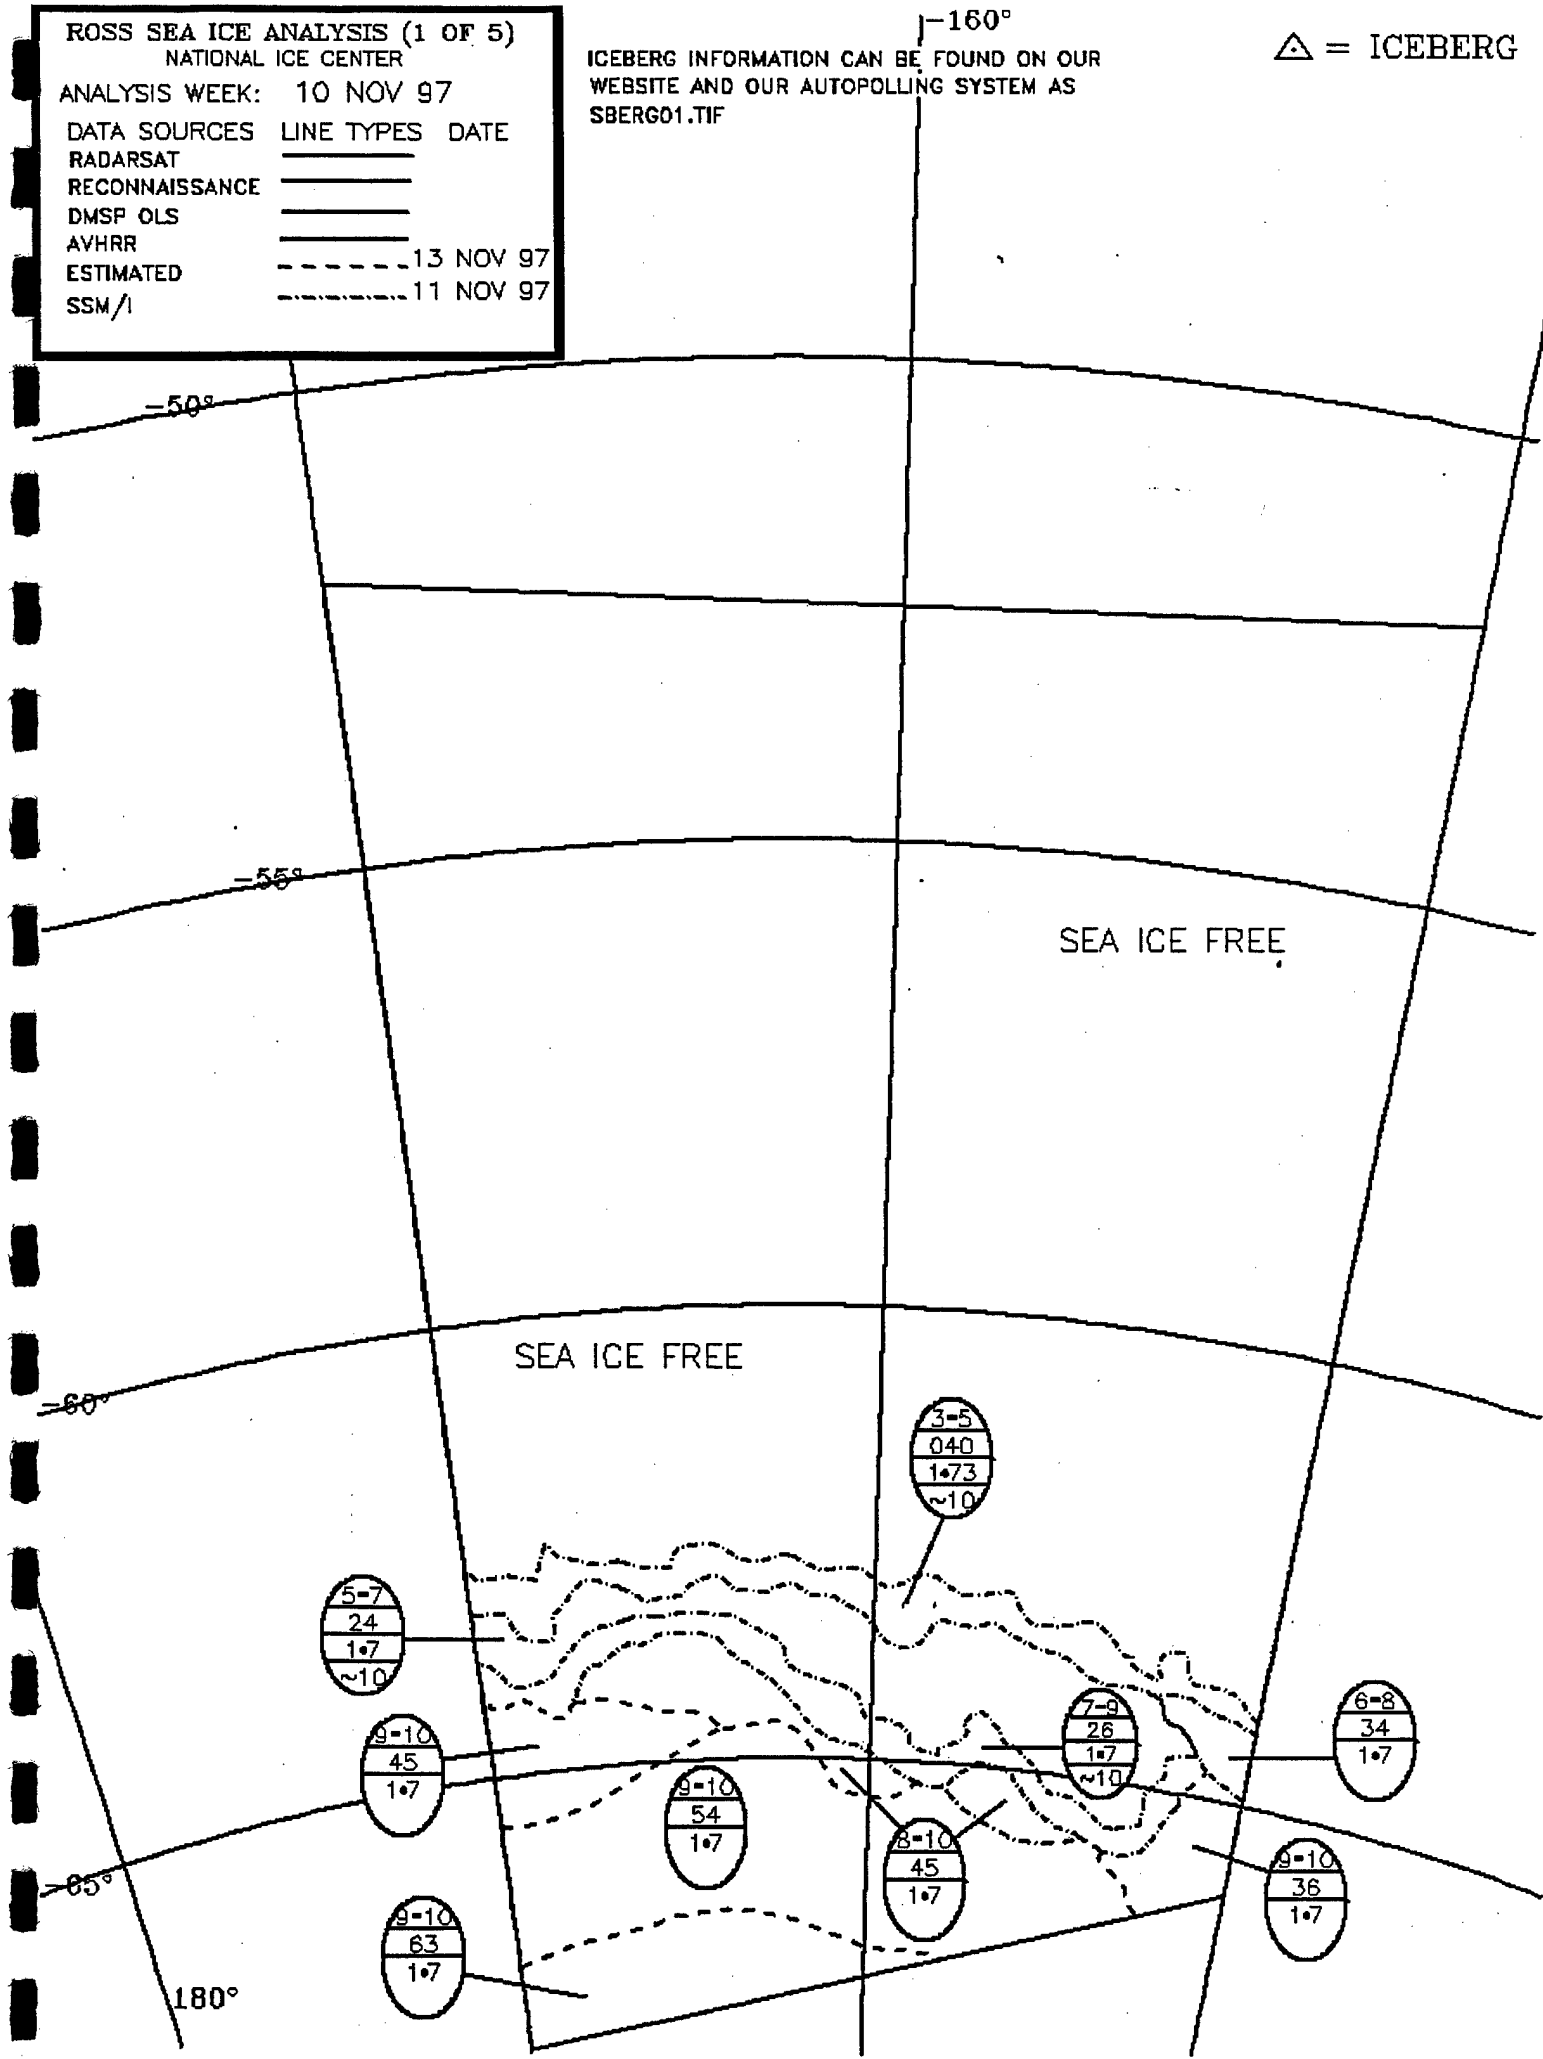 ROSS SEA ICE ANALYSIS (1 OF 5)
NATIONAL ICE CENTER
ANALYSIS WEEK: 10 NOV 97
DATA SOURCES LINE TYPES DATE
RADARSAT
RECONNAISSANCE
DMSP OLS
AVHRR
ESTIMATED 13 NOV 97
SSM/I 11 NOV 97
-160°
ICEBERG INFORMATION CAN BE FOUND ON OUR
WEBSITE AND OUR AUTOPOLLING SYSTEM AS
SBERG01.TIF
= ICEBERG
-50°
-55°
SEA ICE FREE
SEA ICE FREE
-60°
3-5
040
1•73
~10
5-7
24
1•7
~10
9-10
45
1•7
9-10
54
1•7
7-9
26
1•7
~10
6-8
34
1•7
8-10
45
1•7
9-10
36
1•7
-65°
9-10
63
1•7
180°